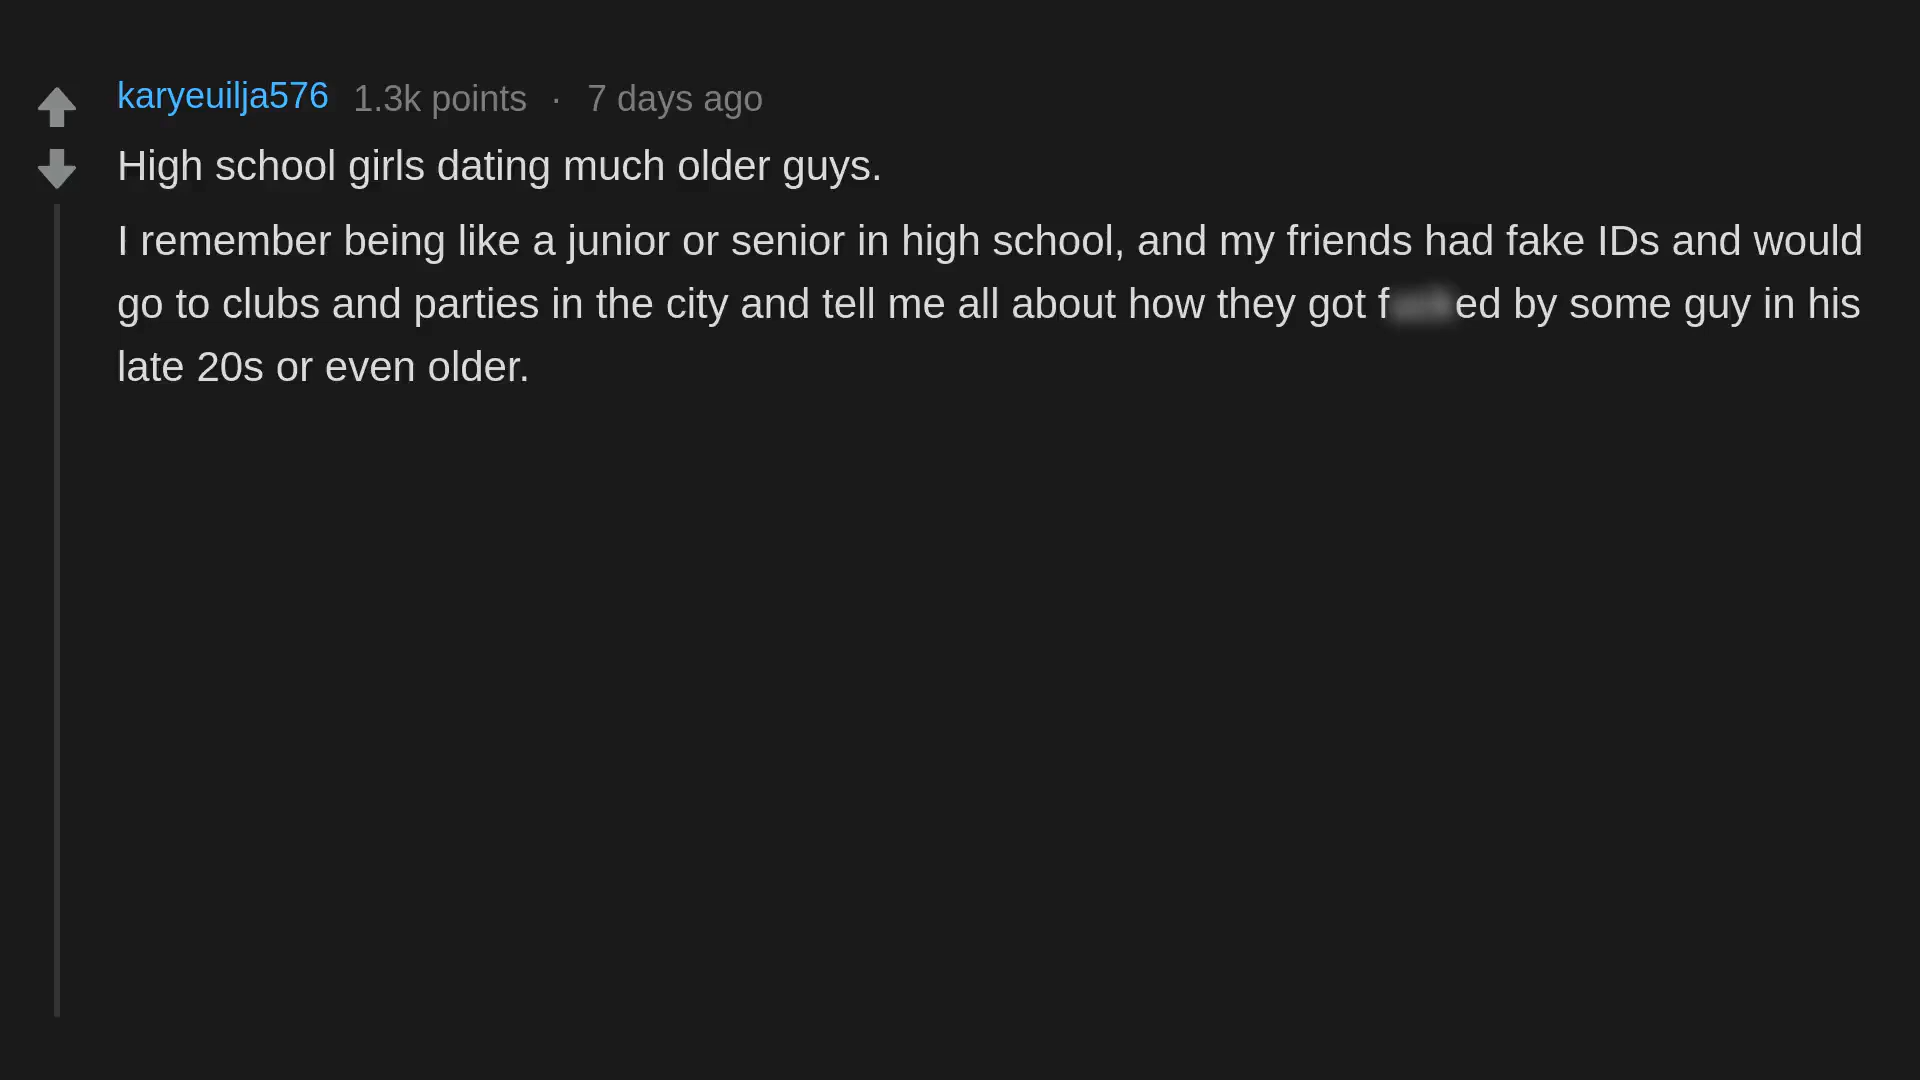 karyeuilja576 1.3k points · 7 days ago
High school girls dating much older guys.
I remember being like a junior or senior in high school, and my friends had fake IDs and would
go to clubs and parties in the city and tell me all about how they got f ed by some guy in his
late 20s or even older.